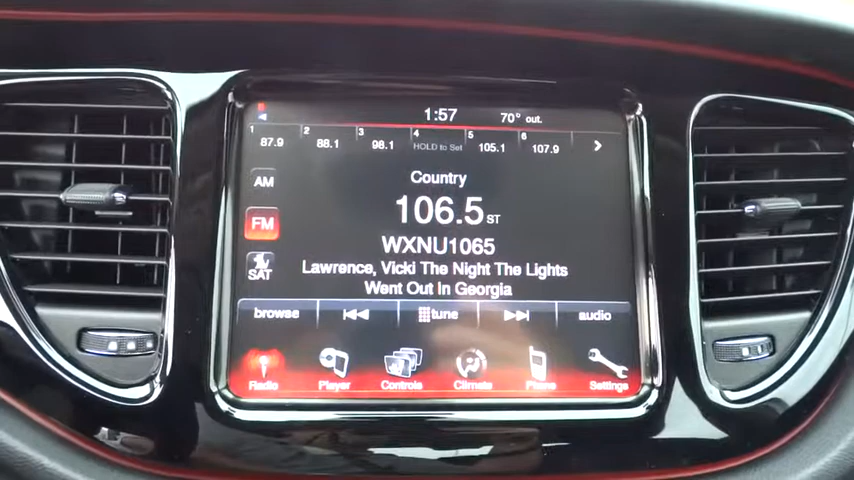 1:57 70° out.
1 2 3 4 5 6
87.9 88.1 98.1 HOLD to Set 105.1 107.9
AM
FM
SAT
Country
106.5 ST
WXNU1065
Lawrence, Vicki The Night The Lights
Went Out In Georgia
browse tune audio
Radio Player Controls Climate Phone Settings